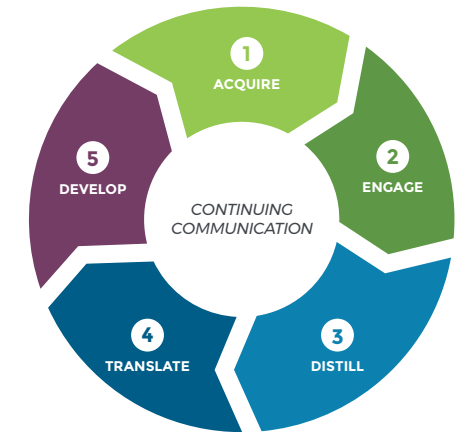 1
ACQUIRE
2
ENGAGE
3
DISTILL
4
TRANSLATE
5
DEVELOP
CONTINUING
COMMUNICATION